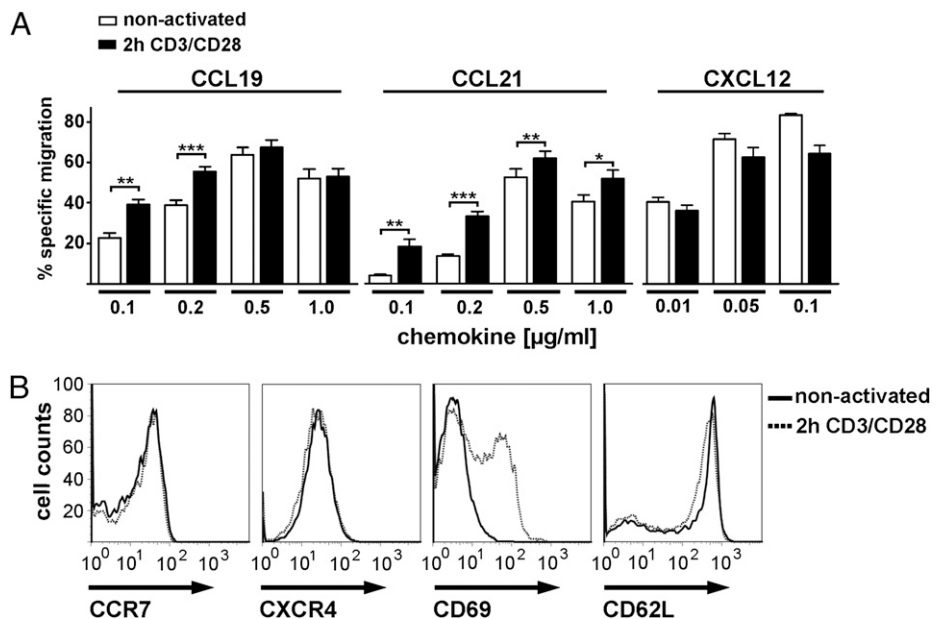 A
non-activated
2h CD3/CD28
CCL19 CCL21 CXCL12
% specific migration
80
60
40
20
** *** ** *** ** *
0.1 0.2 0.5 1.0 0.1 0.2 0.5 1.0 0.01 0.05 0.1
chemokine [µg/ml]
B
cell counts
100
80
60
40
20
non-activated
2h CD3/CD28
10⁰ 10¹ 10² 10³ 10⁰ 10¹ 10² 10³ 10⁰ 10¹ 10² 10³ 10⁰ 10¹ 10² 10³
CCR7 CXCR4 CD69 CD62L